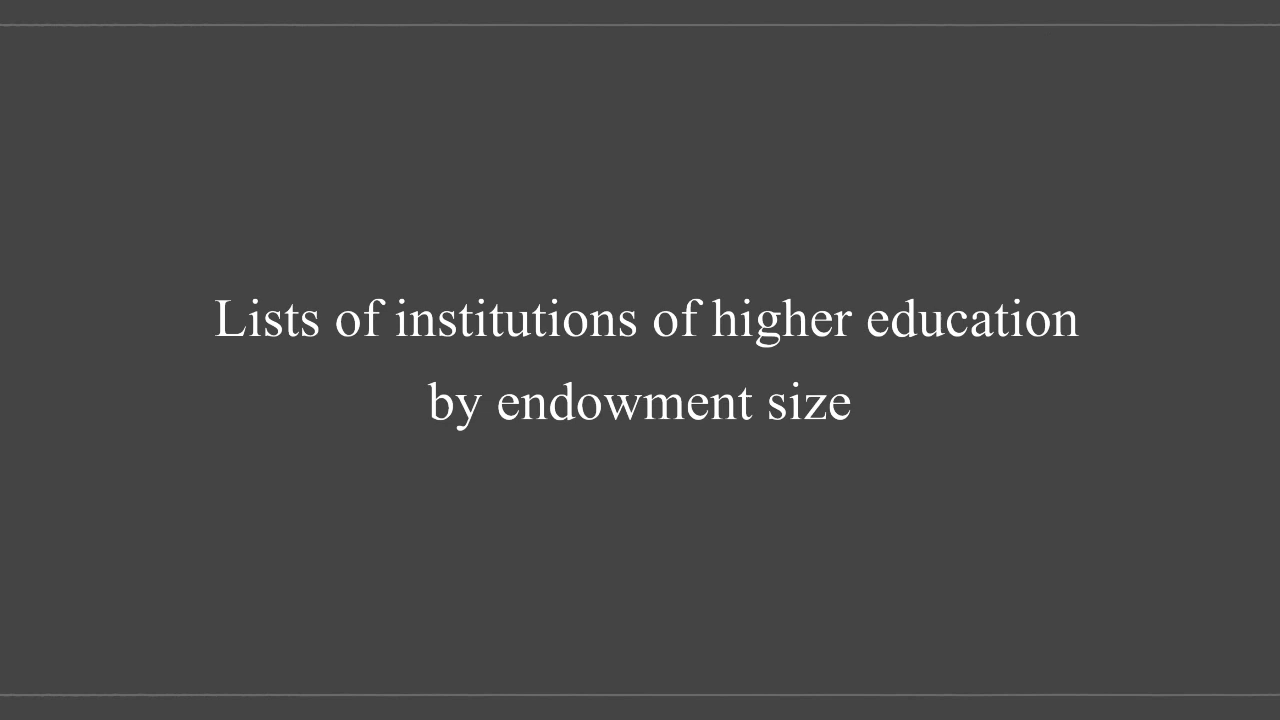 Lists of institutions of higher education
by endowment size